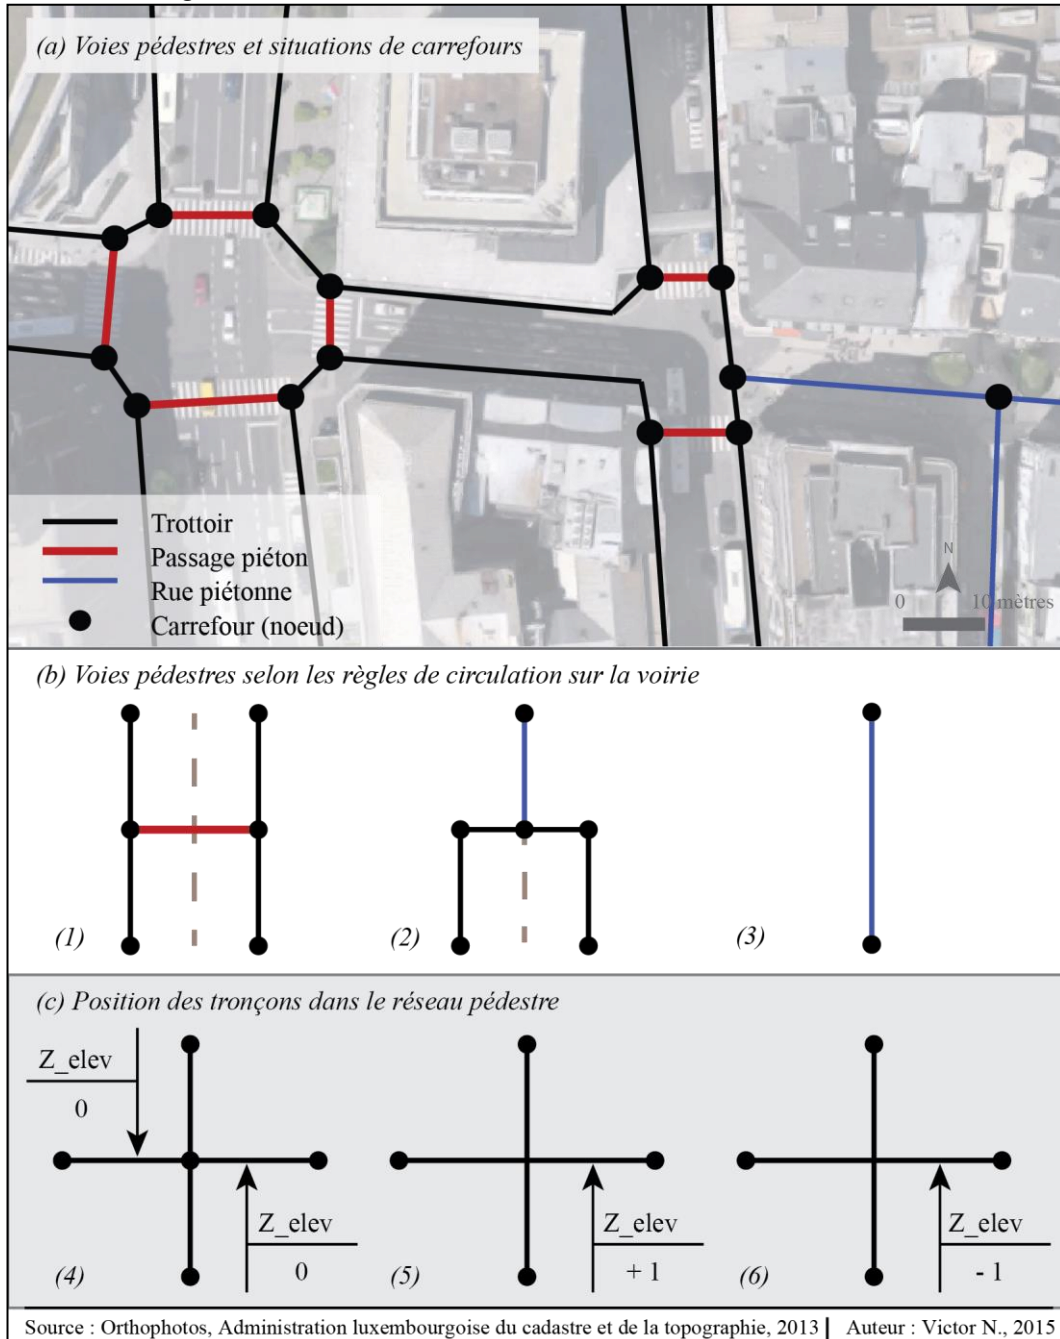 (a) Voies pédestres et situations de carrefours
Trottoir
Passage piéton
Rue piétonne
Carrefour (noeud)
N
0 10 mètres
(b) Voies pédestres selon les règles de circulation sur la voirie
(1) (2) (3)
(c) Position des tronçons dans le réseau pédestre
Z_elev
0
Z_elev Z_elev Z_elev
(4) 0 (5) + 1 (6) - 1
Source : Orthophotos, Administration luxembourgoise du cadastre et de la topographie, 2013 | Auteur : Victor N., 2015